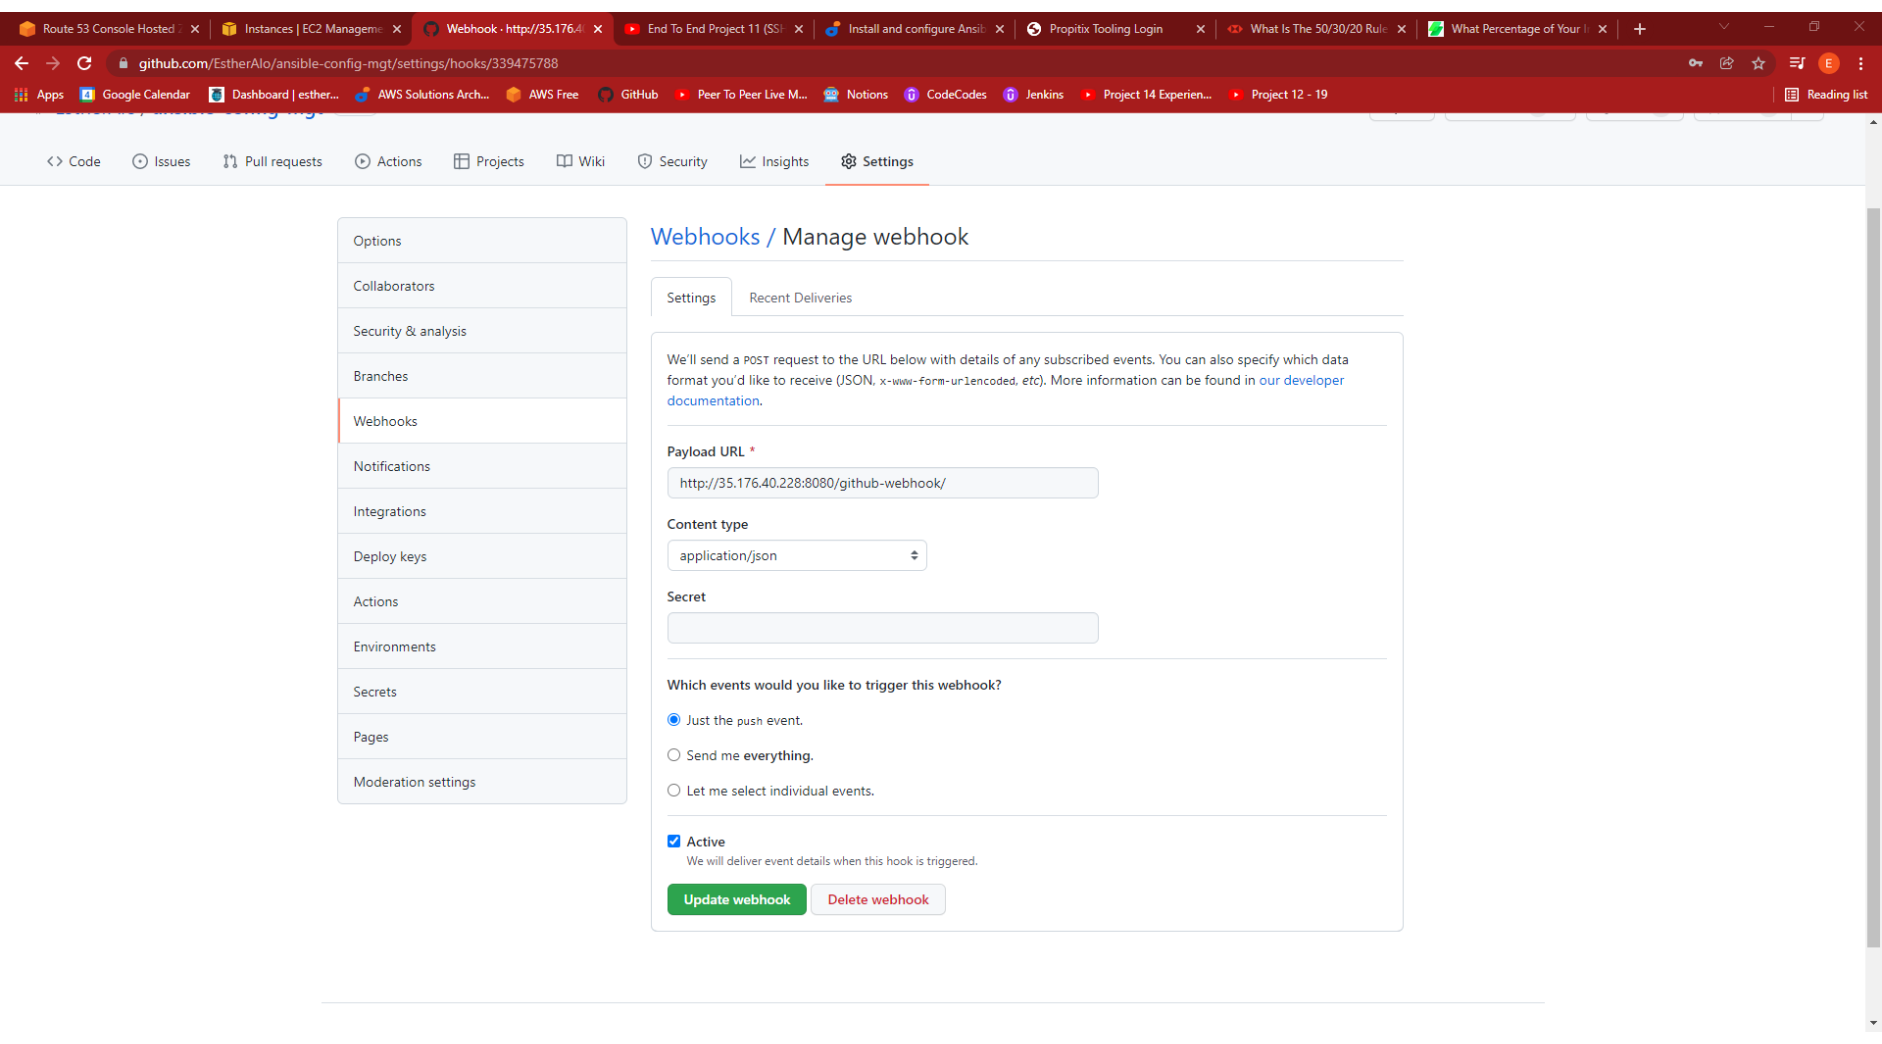 Route 53 Console Hosted
Instances | EC2 Manageme
Webhook · http://35.176.4
End To End Project 11 (SSH
Install and configure Ansib
Propitix Tooling Login
What Is The 50/30/20 Rule
What Percentage of Your I
github.com/EstherAlo/ansible-config-mgt/settings/hooks/339475788
E
Apps
Google Calendar
Dashboard | esther...
AWS Solutions Arch...
AWS Free
GitHub
Peer To Peer Live M...
Notions
CodeCodes
Jenkins
Project 14 Experien...
Project 12 - 19
Reading list
Code
Issues
Pull requests
Actions
Projects
Wiki
Security
Insights
Settings
Options
Collaborators
Security & analysis
Branches
Webhooks
Notifications
Integrations
Deploy keys
Actions
Environments
Secrets
Pages
Moderation settings
Webhooks / Manage webhook
Settings
Recent Deliveries
We'll send a POST request to the URL below with details of any subscribed events. You can also specify which data
format you'd like to receive (JSON, x-www-form-urlencoded, etc). More information can be found in our developer
documentation.
Payload URL *
http://35.176.40.228:8080/github-webhook/
Content type
application/json
Secret
Which events would you like to trigger this webhook?
Just the push event.
Send me everything.
Let me select individual events.
Active
We will deliver event details when this hook is triggered.
Update webhook
Delete webhook